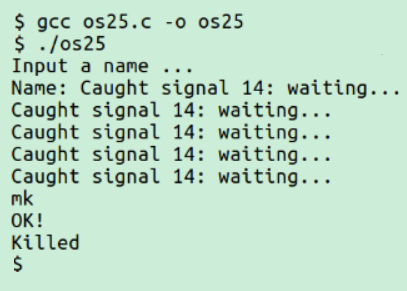 $ gcc os25.c -o os25
$ ./os25
Input a name ...
Name: Caught signal 14: waiting...
Caught signal 14: waiting...
Caught signal 14: waiting...
Caught signal 14: waiting...
Caught signal 14: waiting...
mk
OK!
Killed
$